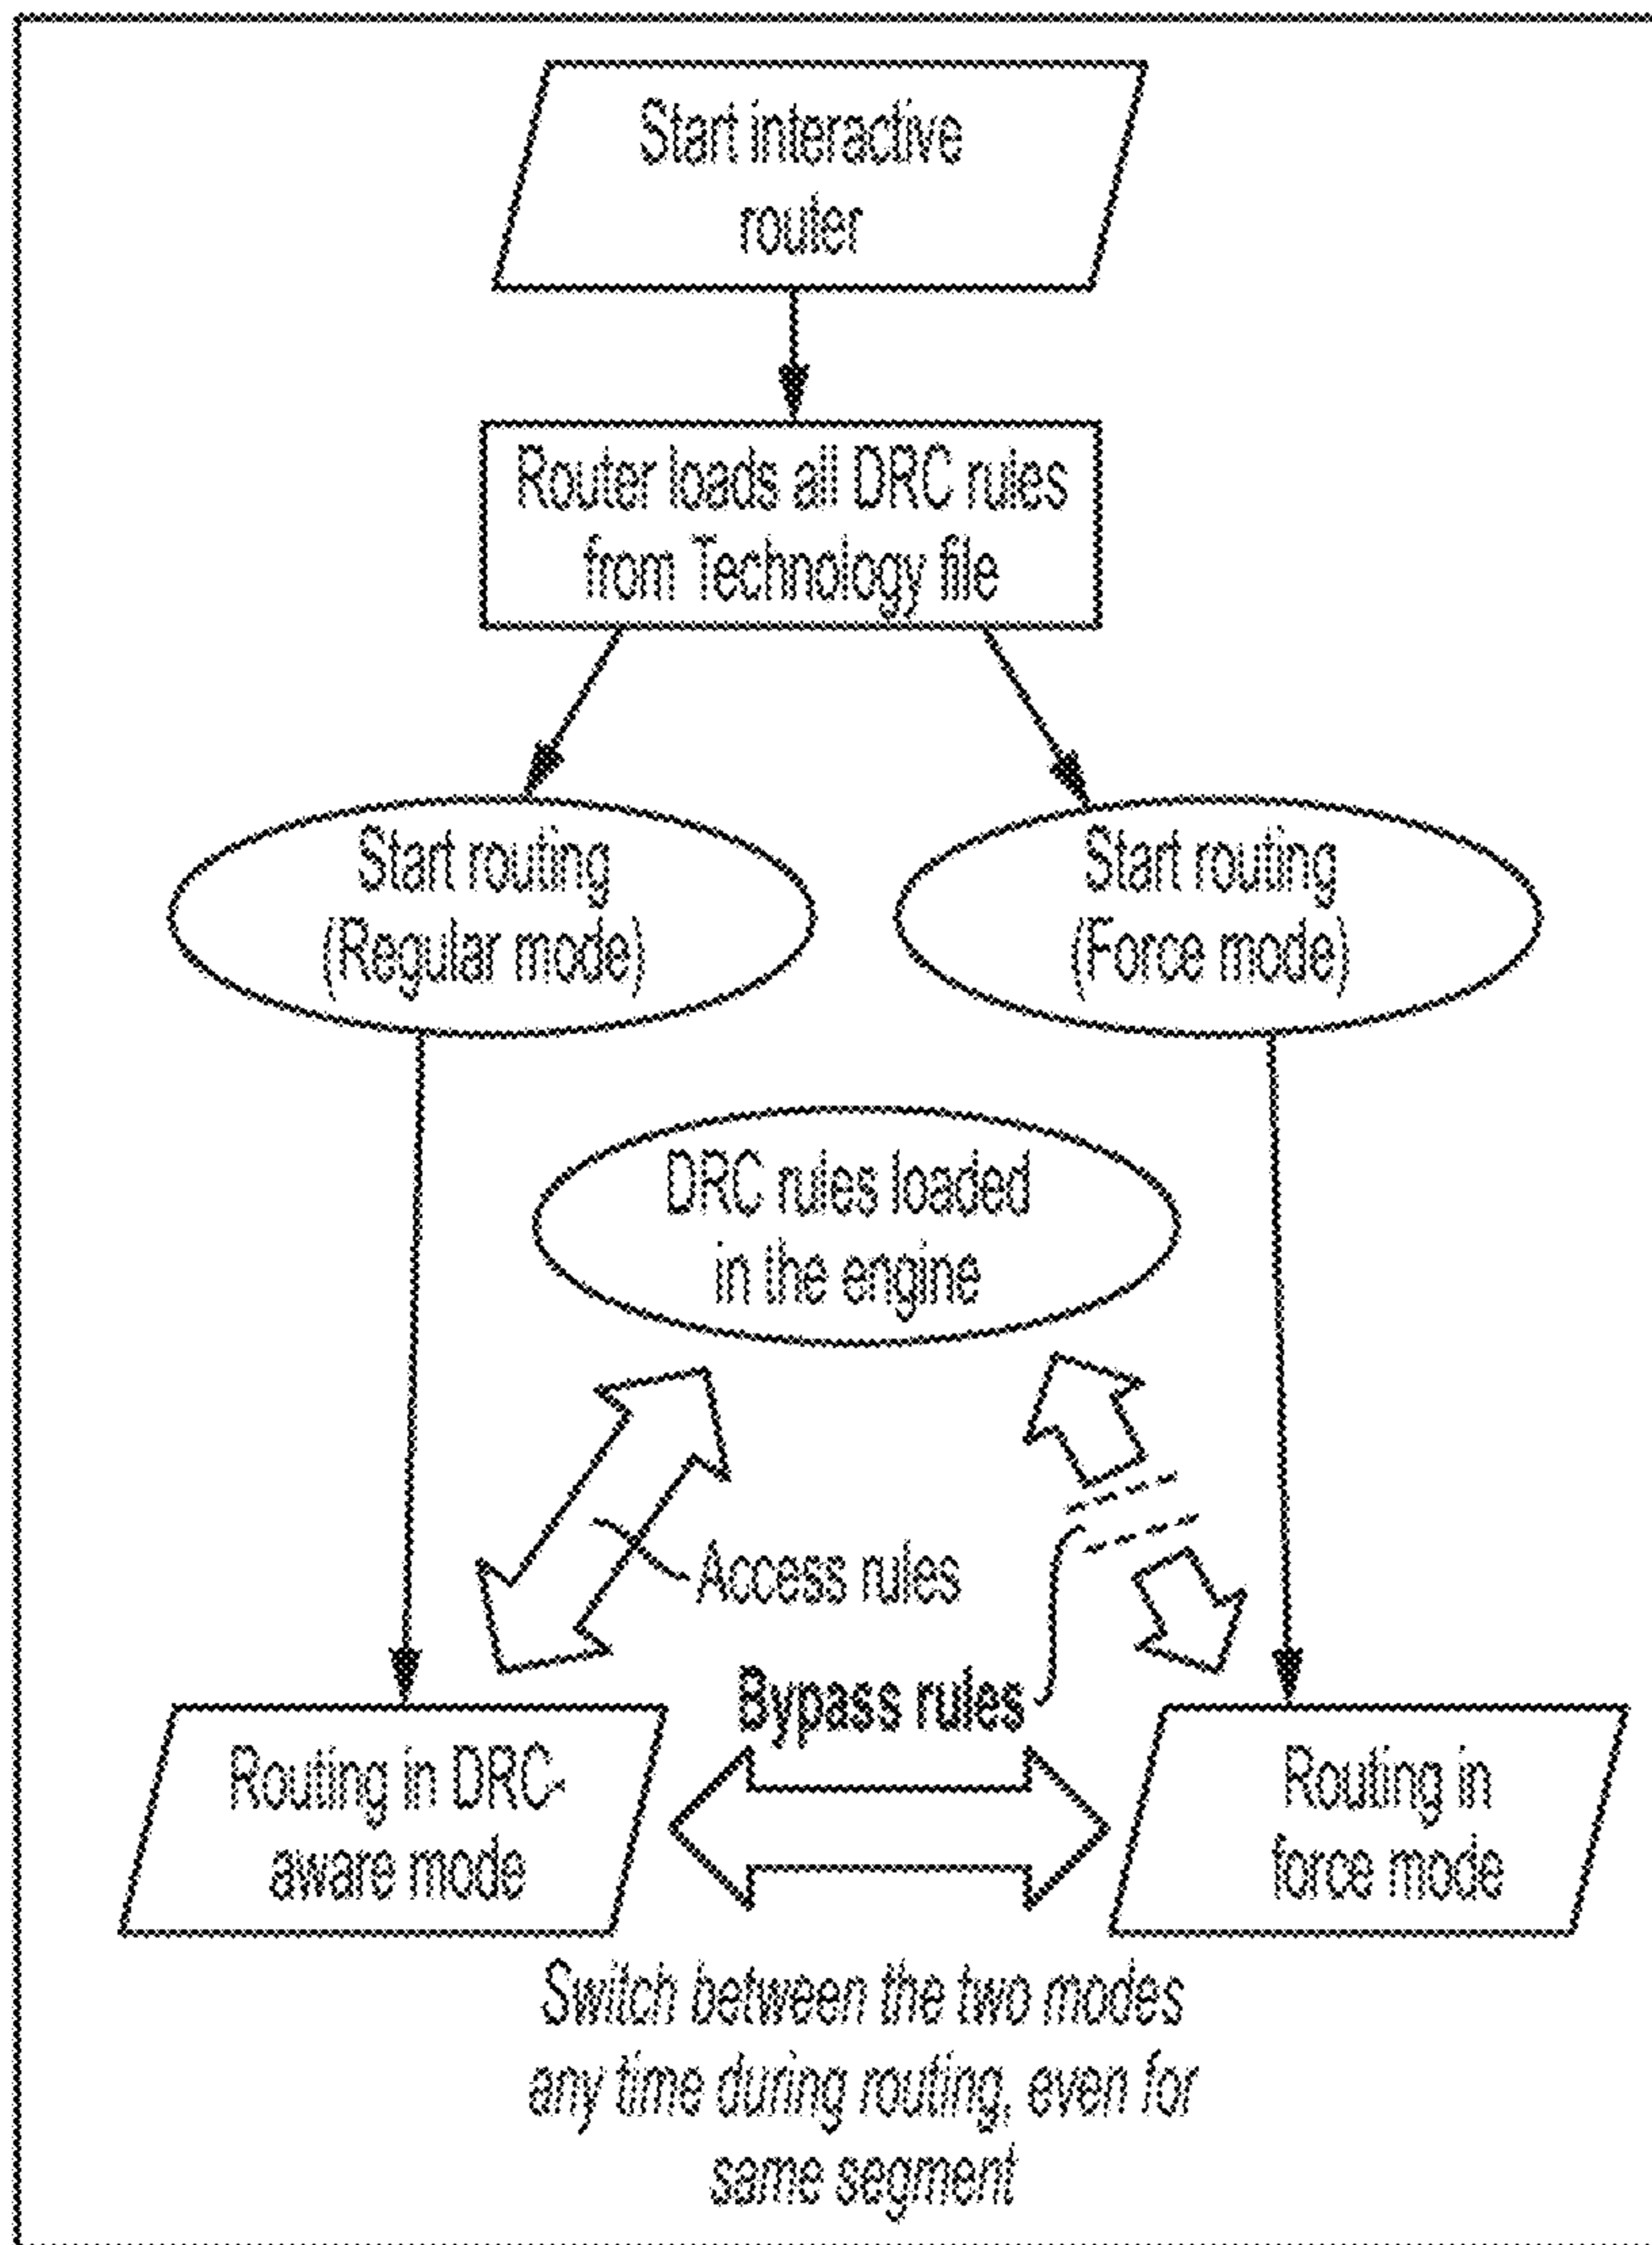 Start interactive
router
Router loads all DRC rules
from Technology file
Start routing
(Regular mode)
Start routing
(Force mode)
DRC rules loaded
in the engine
Access rules
Bypass rules
Routing in DRC-
aware mode
Routing in
force mode
Switch between the two modes
any time during routing, even for
same segment